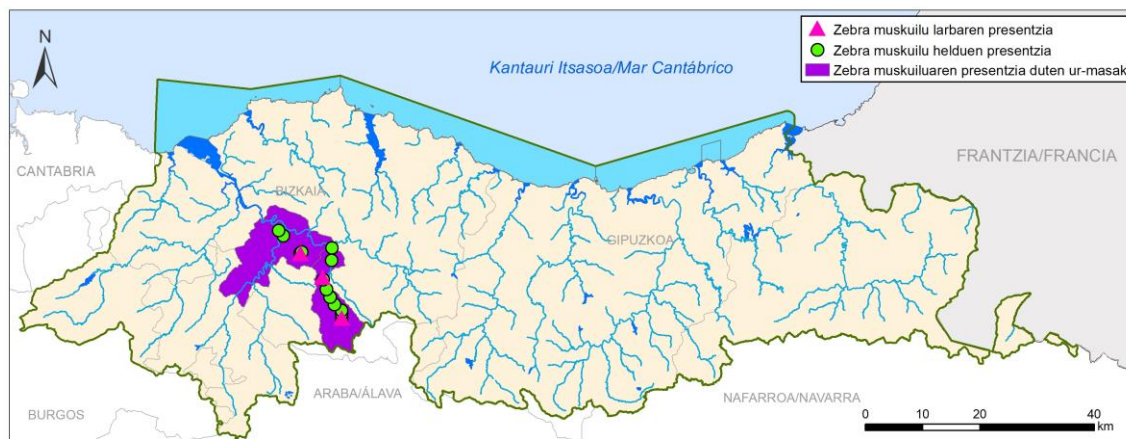 N
Zebra muskuilu larbaren presentzia
Zebra muskuilu helduen presentzia
Zebra muskuiluaren presentzia duten ur-masak
Kantauri Itsasoa/Mar Cantábrico
CANTABRIA
FRANTZIA/FRANCIA
BIZKAIA
GIPUZKOA
ARABA/ÁLAVA
NAFARROA/NAVARRA
BURGOS
0 10 20 40
km